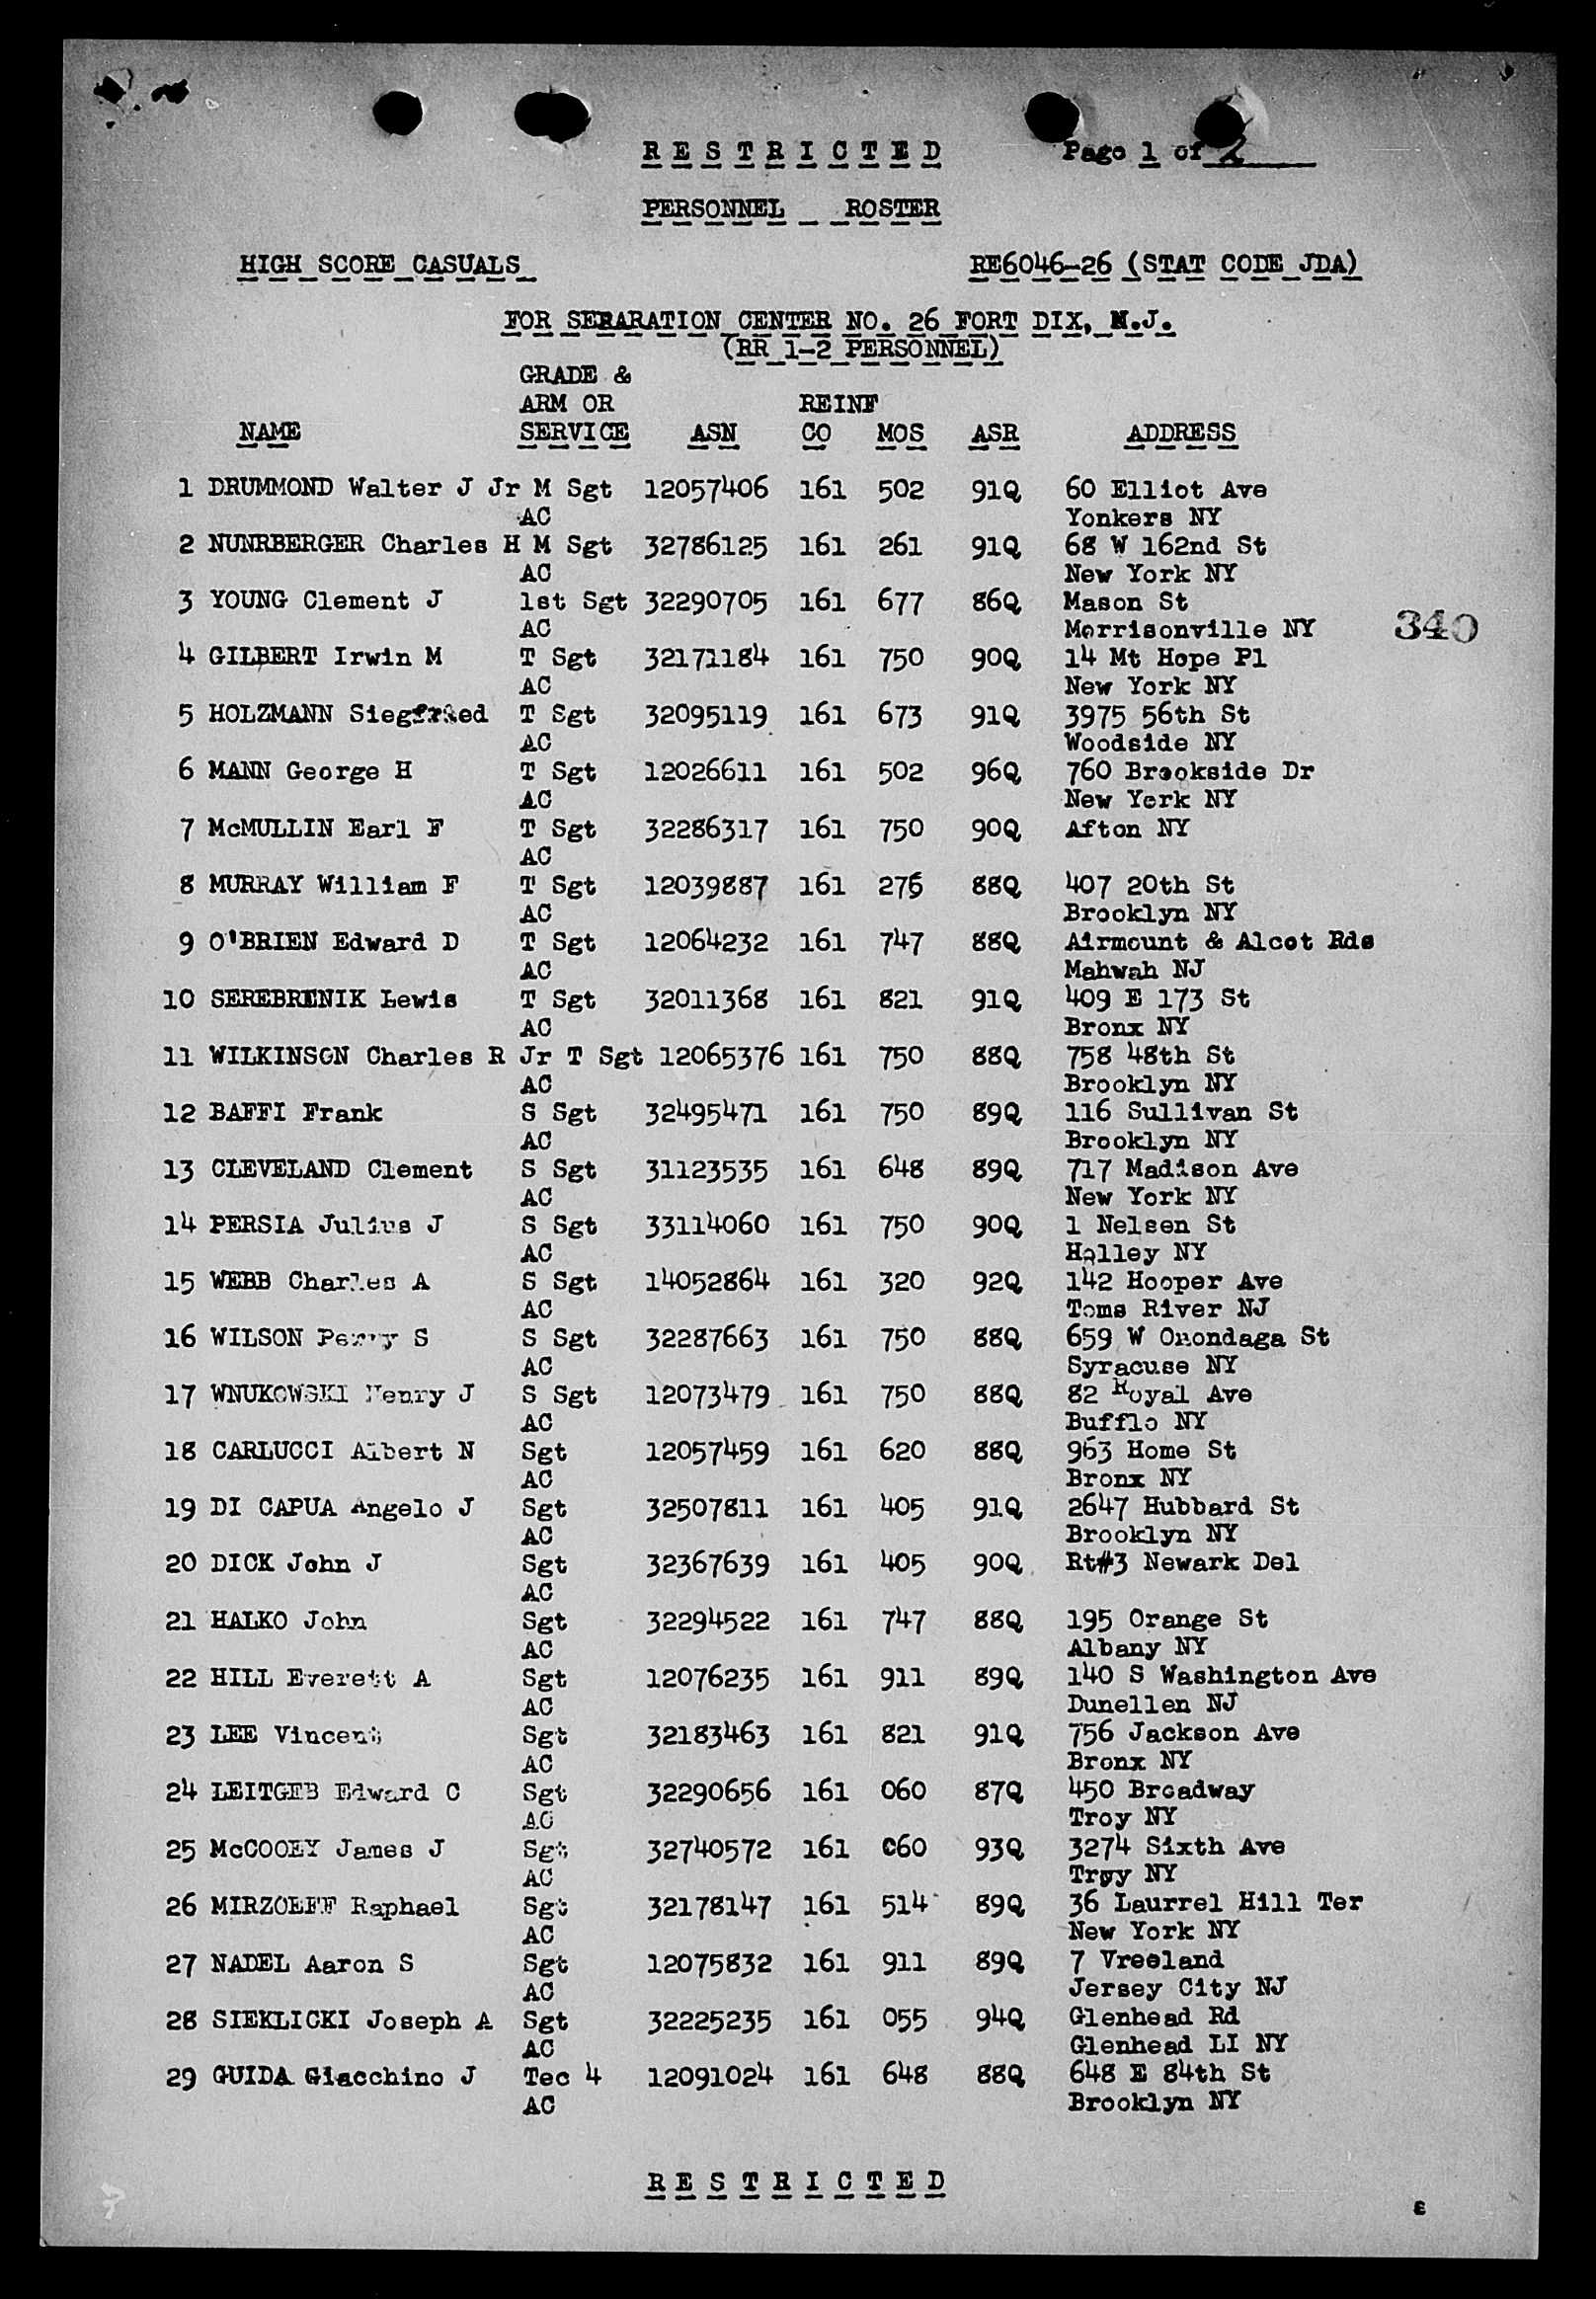 R E S T R I C T E D Page 1 of 2
PERSONNEL ROSTER
HIGH SCORE CASUALS RE6046-26 (STAT CODE JDA)
FOR SEPARATION CENTER NO. 26 FORT DIX, N.J.
(RR 1-2 PERSONNEL)
GRADE &
ARM OR REINF
NAME SERVICE ASN CO MOS ASR ADDRESS
1 DRUMMOND Walter J Jr M Sgt 12057406 161 502 91Q 60 Elliot Ave
AC Yonkers NY
2 NUNRBERGER Charles H M Sgt 32786125 161 261 91Q 68 W 162nd St
AC New York NY
3 YOUNG Clement J 1st Sgt 32290705 161 677 86Q Mason St
AC Morrisonville NY
340
4 GILBERT Irwin M T Sgt 32171184 161 750 90Q 14 Mt Hope Pl
AC New York NY
5 HOLZMANN Siegfried T Sgt 32095119 161 673 91Q 3975 56th St
AC Woodside NY
6 MANN George H T Sgt 12026611 161 502 96Q 760 Brookside Dr
AC New York NY
7 McMULLIN Earl F T Sgt 32286317 161 750 90Q Afton NY
AC
8 MURRAY William F T Sgt 12039887 161 275 88Q 407 20th St
AC Brooklyn NY
9 O'BRIEN Edward D T Sgt 12064232 161 747 88Q Airmount & Alcot Rds
AC Mahwah NJ
10 SEREBRENIK Lewis T Sgt 32011368 161 821 91Q 409 E 173 St
AC Bronx NY
11 WILKINSON Charles R Jr T Sgt 12065376 161 750 88Q 758 48th St
AC Brooklyn NY
12 BAFFI Frank S Sgt 32495471 161 750 89Q 116 Sullivan St
AC Brooklyn NY
13 CLEVELAND Clement S Sgt 31123535 161 648 89Q 717 Madison Ave
AC New York NY
14 PERSIA Julius J S Sgt 33114060 161 750 90Q 1 Nelsen St
AC Holley NY
15 WEBB Charles A S Sgt 14052864 161 320 92Q 142 Hooper Ave
AC Toms River NJ
16 WILSON Perry S S Sgt 32287663 161 750 88Q 659 W Onondaga St
AC Syracuse NY
17 WNUKOWSKI Henry J S Sgt 12073479 161 750 88Q 82 Royal Ave
AC Bufflo NY
18 CARLUCCI Albert N Sgt 12057459 161 620 88Q 963 Home St
AC Bronx NY
19 DI CAPUA Angelo J Sgt 32507811 161 405 91Q 2647 Hubbard St
AC Brooklyn NY
20 DICK John J Sgt 32367639 161 405 90Q Rt#3 Newark Del
AC
21 HALKO John Sgt 32294522 161 747 88Q 195 Orange St
AC Albany NY
22 HILL Everett A Sgt 12076235 161 911 89Q 140 S Washington Ave
AC Dunellen NJ
23 LEE Vincent Sgt 32183463 161 821 91Q 756 Jackson Ave
AC Bronx NY
24 LEITGEB Edward C Sgt 32290656 161 060 87Q 450 Broadway
AC Troy NY
25 McCOOEY James J Sgt 32740572 161 060 93Q 3274 Sixth Ave
AC Troy NY
26 MIRZOEFF Raphael Sgt 32178147 161 514 89Q 36 Laurrel Hill Ter
AC New York NY
27 NADEL Aaron S Sgt 12075832 161 911 89Q 7 Vreeland
AC Jersey City NJ
28 SIEKLICKI Joseph A Sgt 32225235 161 055 94Q Glenhead Rd
AC Glenhead LI NY
29 GUIDA Giacchino J Tec 4 12091024 161 648 88Q 648 E 84th St
AC Brooklyn NY
R E S T R I C T E D